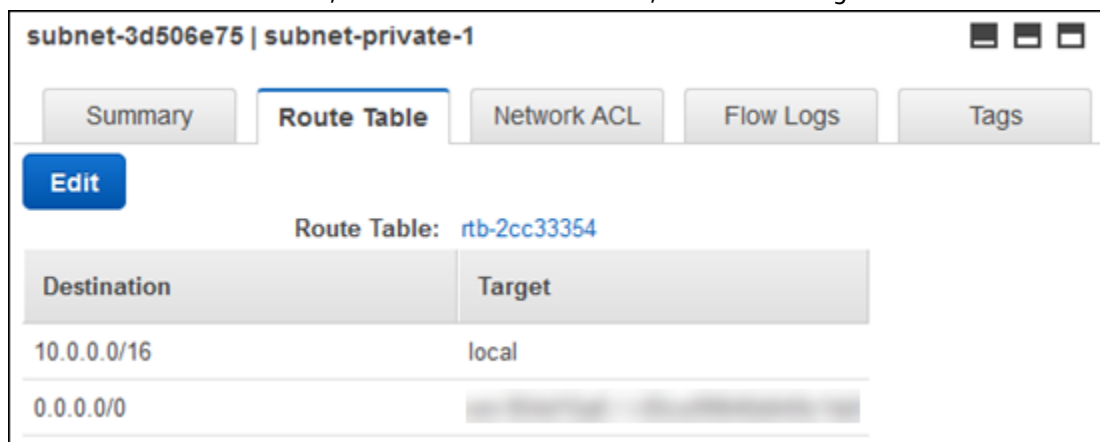 subnet-3d506e75 | subnet-private-1
Summary Route Table Network ACL Flow Logs Tags
Edit
Route Table: rtb-2cc33354
Destination Target
10.0.0.0/16 local
0.0.0.0/0